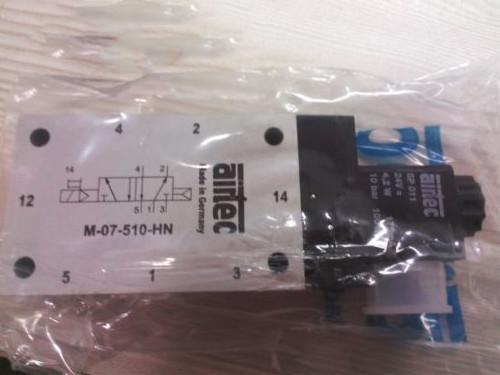 4 2
12
14
14 4 2
5 1 3
M-07-510-HN
airtec
Made in Germany
5 1 3
SP 011
airtec
24V =
4,2 W
10 bar